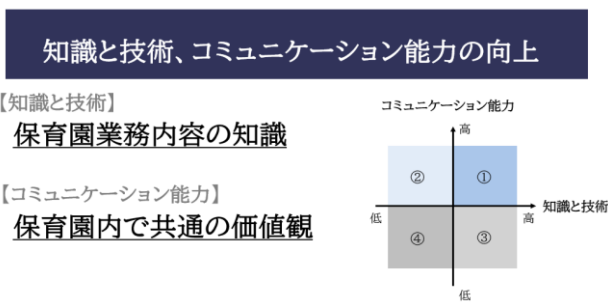 知識と技術、コミュニケーション能力の向上
【知識と技術】
保育園業務内容の知識
【コミュニケーション能力】
保育園内で共通の価値観
コミュニケーション能力
高
② ①
知識と技術
低 高
④ ③
低